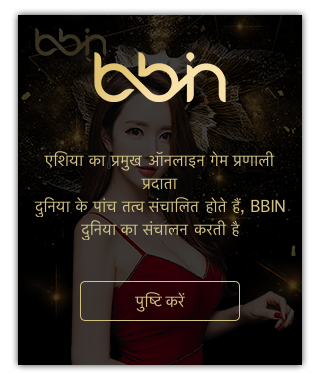 bbin
bbin
एशिया का प्रमुख ऑनलाइन गेम प्रणाली
प्रदाता
दुनिया के पांच तत्व संचालित होते हैं, BBIN
दुनिया का संचालन करती है
पुष्टि करें